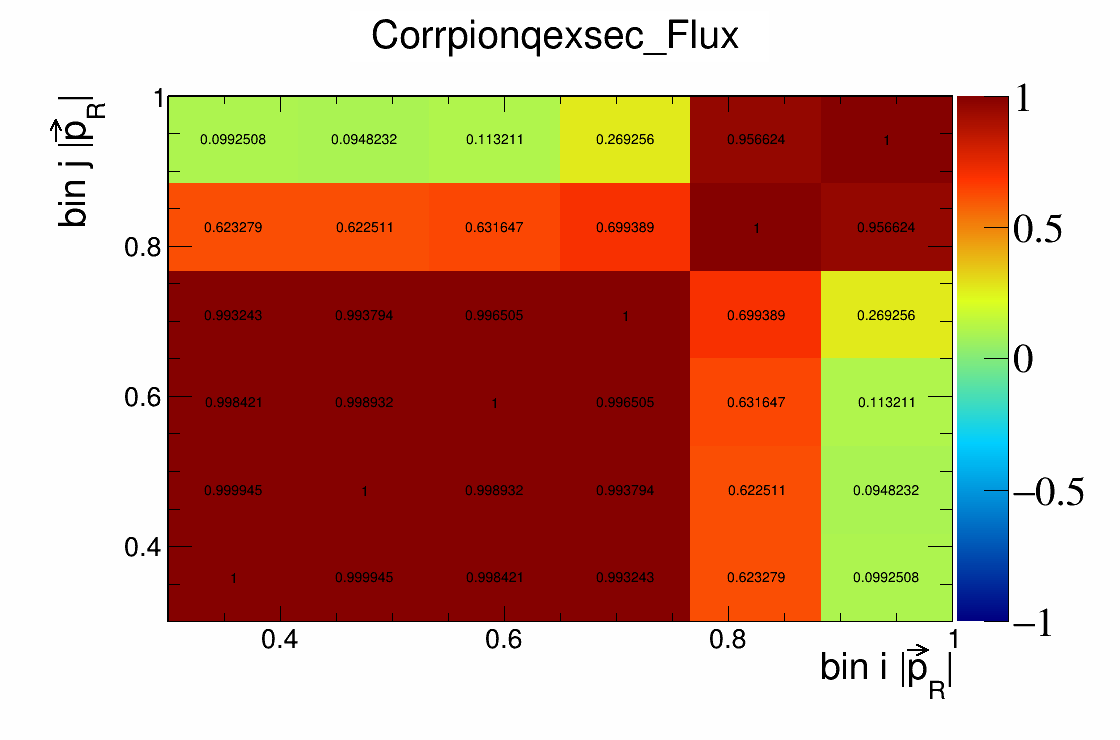 Corrpionqexsec_Flux
bin j |p⃗_R|
1
0.8
0.6
0.4
0.0992508 0.0948232 0.113211 0.269256 0.956624 1
0.623279 0.622511 0.631647 0.699389 1 0.956624
0.993243 0.993794 0.996505 1 0.699389 0.269256
0.998421 0.998932 1 0.996505 0.631647 0.113211
0.999945 1 0.998932 0.993794 0.622511 0.0948232
1 0.999945 0.998421 0.993243 0.623279 0.0992508
0.4 0.6 0.8 1
bin i |p⃗_R|
1
0.5
0
−0.5
−1